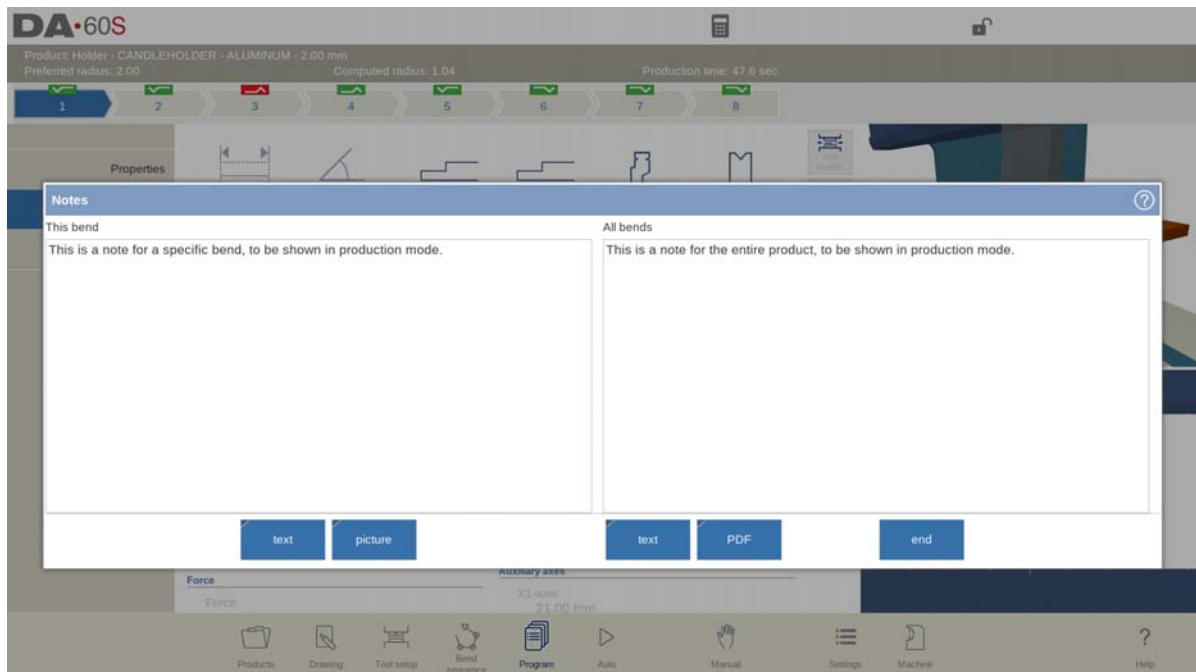 DA•60S
Product: Holder - CANDLEHOLDER - ALUMINUM - 2.00 mm
Preferred radius: 2.00 Computed radius: 1.04 Production time: 47.6 sec
1 2 3 4 5 6 7 8
Properties
Notes ?
This bend All bends
This is a note for a specific bend, to be shown in production mode. This is a note for the entire product, to be shown in production mode.
text picture text PDF end
Force Auxiliary axes
Force X1-axis
21.00 mm
Products Drawing Tool setup Bend sequence Program Auto Manual Settings Machine ? Help